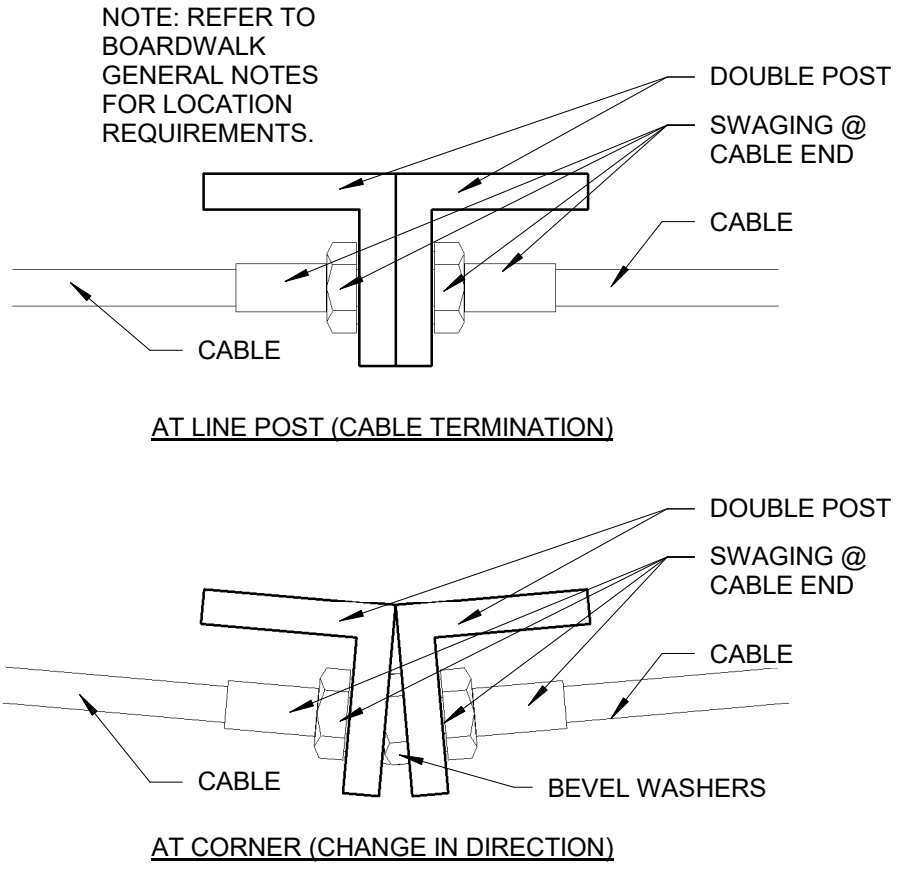 NOTE: REFER TO
BOARDWALK
GENERAL NOTES
FOR LOCATION
REQUIREMENTS.
DOUBLE POST
SWAGING @
CABLE END
CABLE
CABLE
AT LINE POST (CABLE TERMINATION)
DOUBLE POST
SWAGING @
CABLE END
CABLE
CABLE
BEVEL WASHERS
AT CORNER (CHANGE IN DIRECTION)